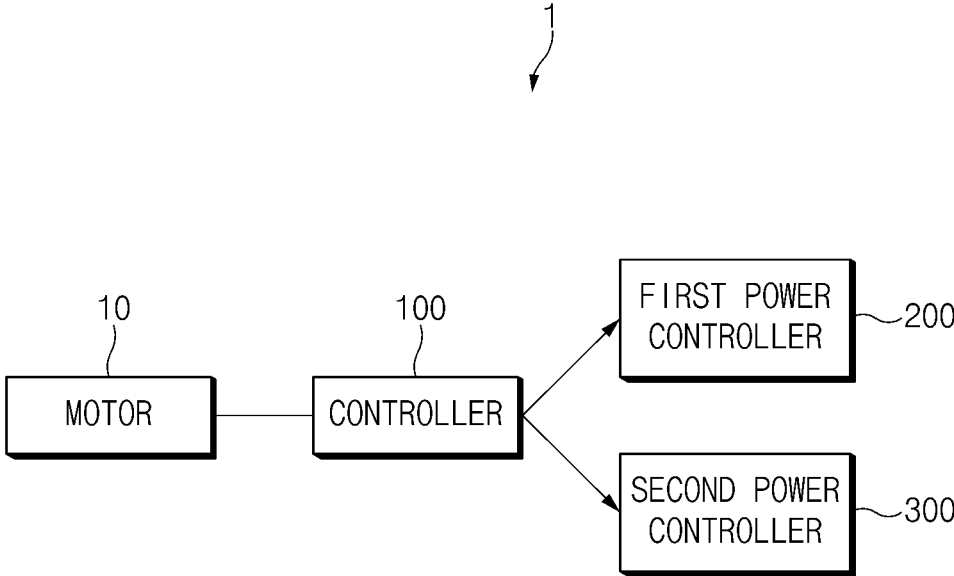 1
10
100
FIRST POWER
CONTROLLER
200
MOTOR
CONTROLLER
SECOND POWER
CONTROLLER
300